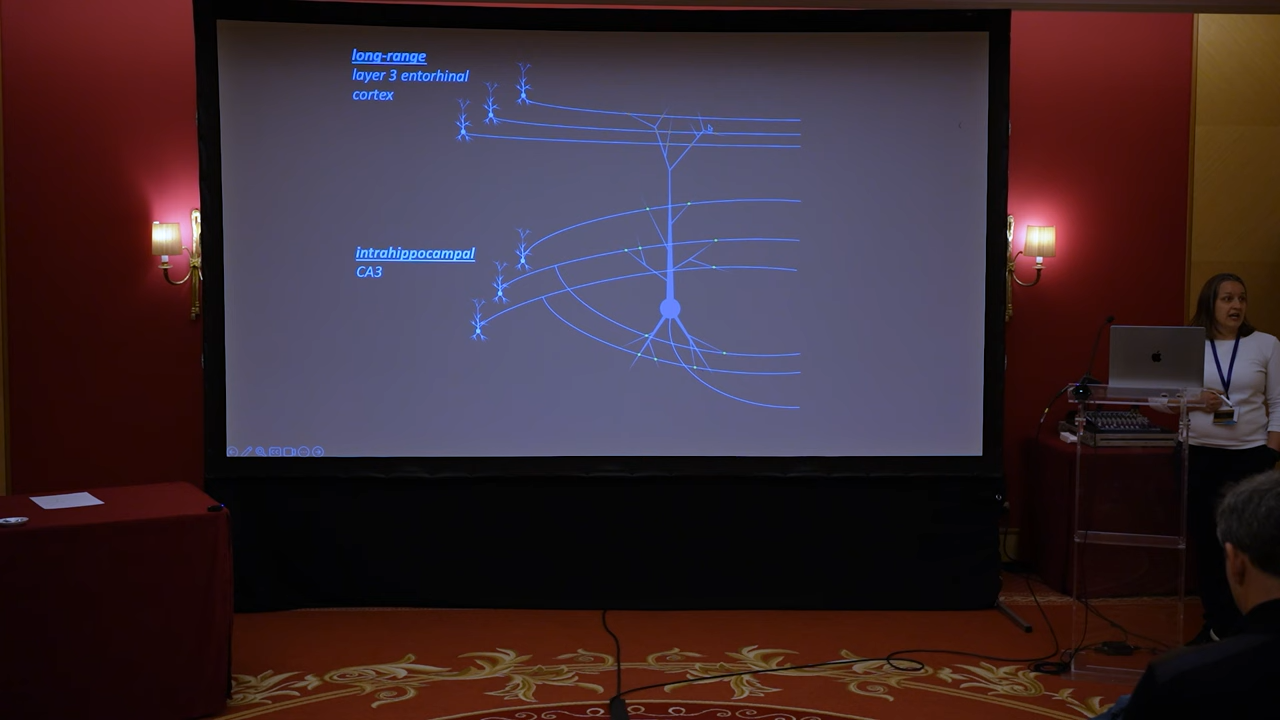 long-range
layer 3 entorhinal
cortex
intrahippocampal
CA3